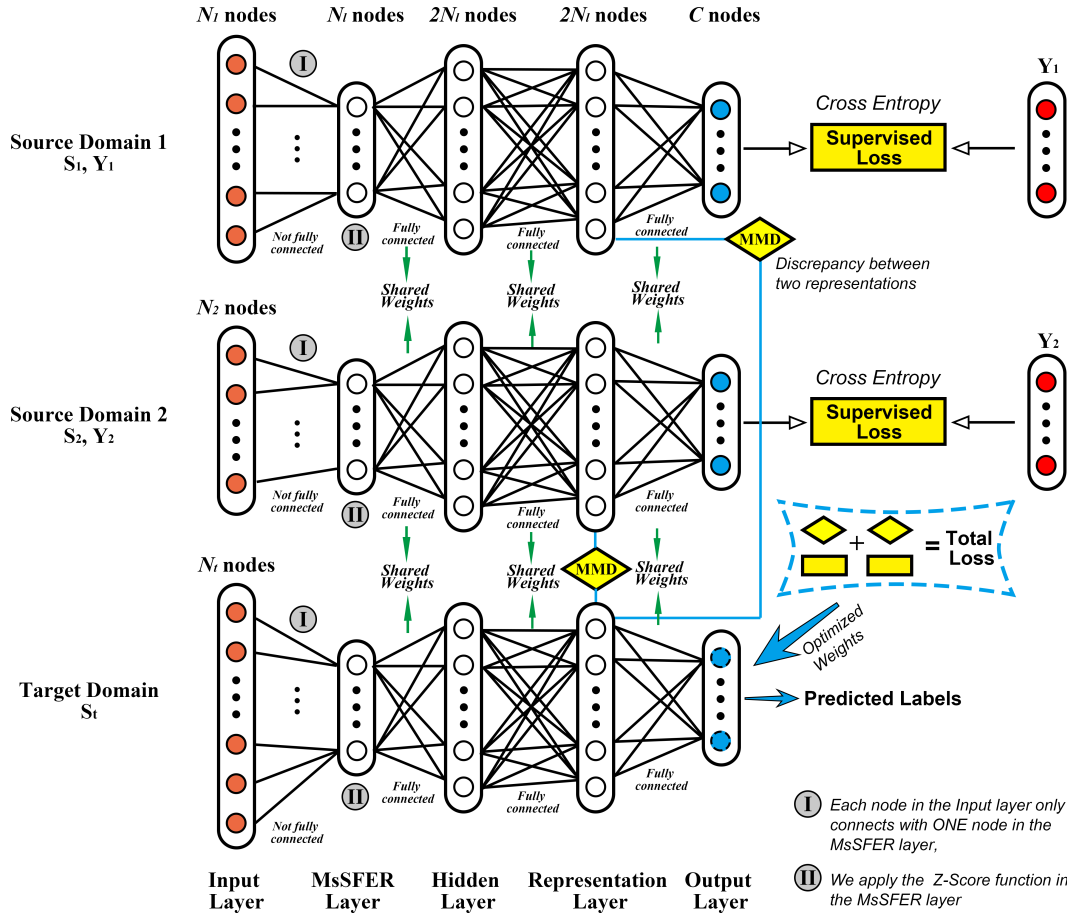 N₁ nodes
Nₗ nodes
2Nₗ nodes
2Nₗ nodes
C nodes
I
Y₁
Cross Entropy
Source Domain 1
S₁, Y₁
Supervised
Loss
II
Not fully
connected
Fully
connected
Fully
connected
Fully
connected
MMD
Discrepancy between
two representations
Shared
Weights
Shared
Weights
Shared
Weights
N₂ nodes
I
Y₂
Cross Entropy
Source Domain 2
S₂, Y₂
Supervised
Loss
II
Not fully
connected
Fully
connected
Fully
connected
Fully
connected
+ = Total
Loss
MMD
Shared
Weights
Shared
Weights
Shared
Weights
Nₜ nodes
I
Optimized
Weights
Target Domain
Sₜ
Predicted Labels
II
Not fully
connected
Fully
connected
Fully
connected
Fully
connected
I Each node in the Input layer only
connects with ONE node in the
MsSFER layer,
II We apply the Z-Score function in
the MsSFER layer
Input
Layer
MsSFER
Layer
Hidden
Layer
Representation
Layer
Output
Layer